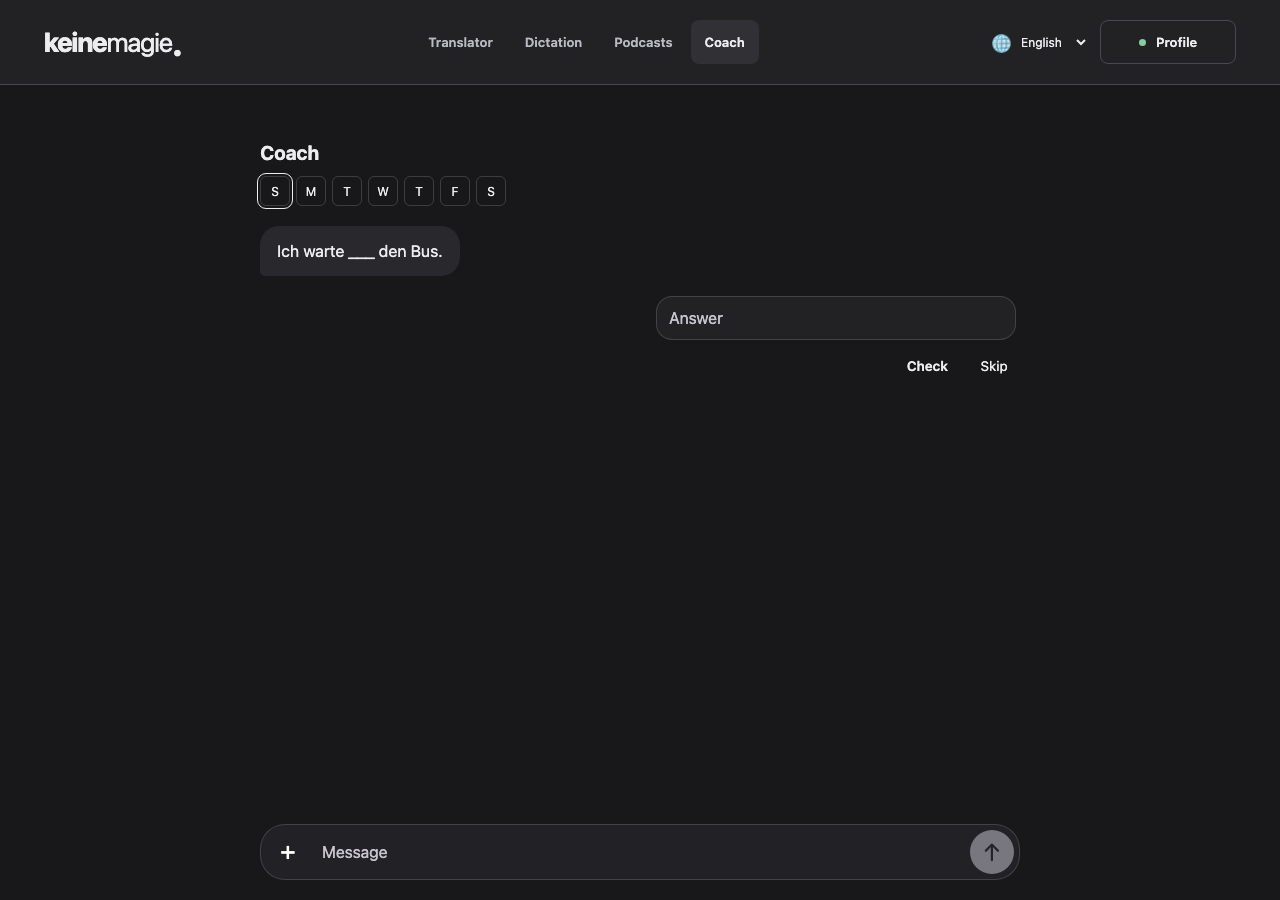 keinemagie.
Translator Dictation Podcasts Coach
English
Profile
Coach
S M T W T F S
Ich warte ___ den Bus.
Answer
Check Skip
+ Message